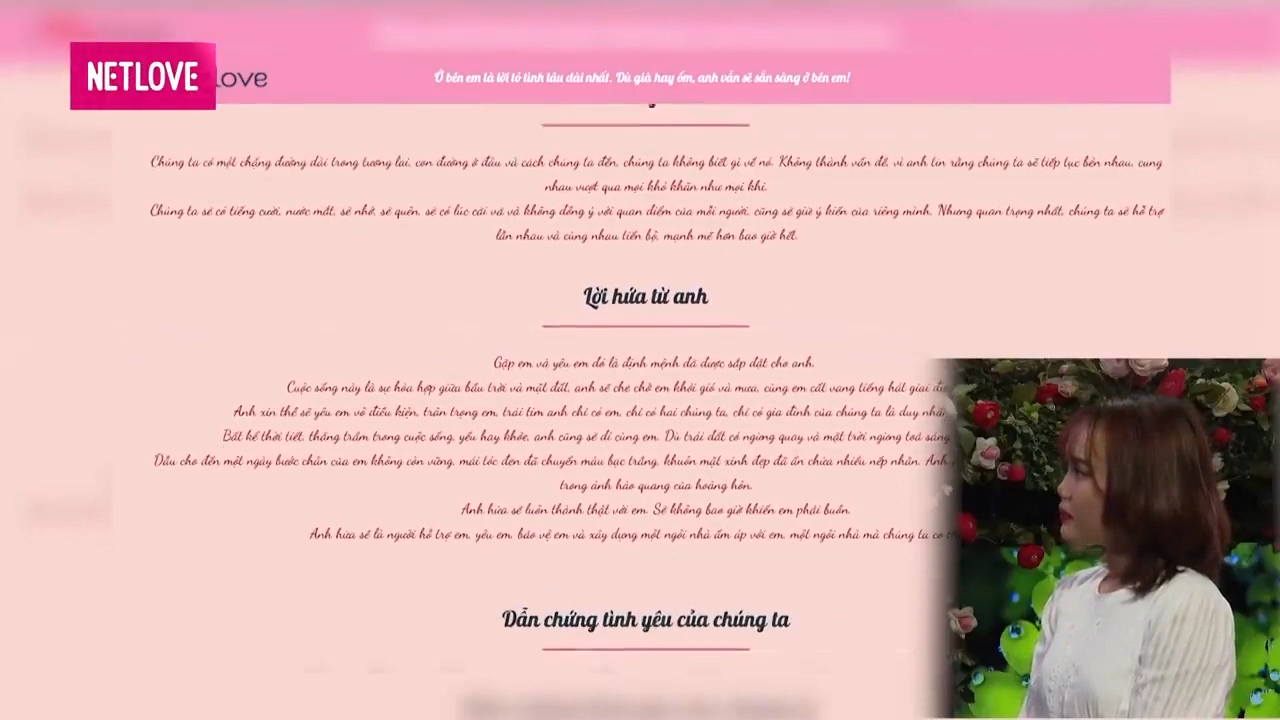 NETLOVE
love
Ở bên em là lời tỏ tình lâu dài nhất. Dù già hay ốm, anh vẫn sẽ sẵn sàng ở bên em!
Chúng ta có một chặng đường dài trong tương lai, con đường ở đâu và cách chúng ta đến, chúng ta không biết gì về nó. Không thành vấn đề, vì anh tin rằng chúng ta sẽ tiếp tục bên nhau, cùng
nhau vượt qua mọi khó khăn như mọi khi.
Chúng ta sẽ có tiếng cười, nước mắt, sẽ nhớ, sẽ quên, sẽ có lúc cãi vã và không đồng ý với quan điểm của mỗi người, cũng sẽ giữ ý kiến của riêng mình. Nhưng quan trọng nhất, chúng ta sẽ hỗ trợ
lẫn nhau và cùng nhau tiến bộ, mạnh mẽ hơn bao giờ hết.
Lời hứa từ anh
Gặp em và yêu em đó là định mệnh đã được sắp đặt cho anh.
Cuộc sống này là sự hòa hợp giữa bầu trời và mặt đất, anh sẽ che chở em khỏi gió và mưa, cùng em cất vang tiếng hát giai
Anh xin thề sẽ yêu em vô điều kiện, trân trọng em, trái tim anh chỉ có em, chỉ có hai chúng ta, chỉ có gia đình của chúng ta là duy nhất
Bất kể thời tiết, thăng trầm trong cuộc sống, yếu hay khỏe, anh cũng sẽ đi cùng em. Dù trái đất có ngừng quay và mặt trời ngừng toả sáng
Dẫu cho đến một ngày bước chân của em không còn vững, mái tóc đen đã chuyển màu bạc trắng, khuôn mặt xinh đẹp đã ẩn chứa nhiều nếp nhăn. Anh
trong ánh hào quang của hoàng hôn.
Anh hứa sẽ luôn thành thật với em. Sẽ không bao giờ khiến em phải buồn.
Anh hứa sẽ là người hỗ trợ em, yêu em, bảo vệ em và xây dựng một ngôi nhà ấm áp với em, một ngôi nhà mà chúng ta có
Dẫn chứng tình yêu của chúng ta